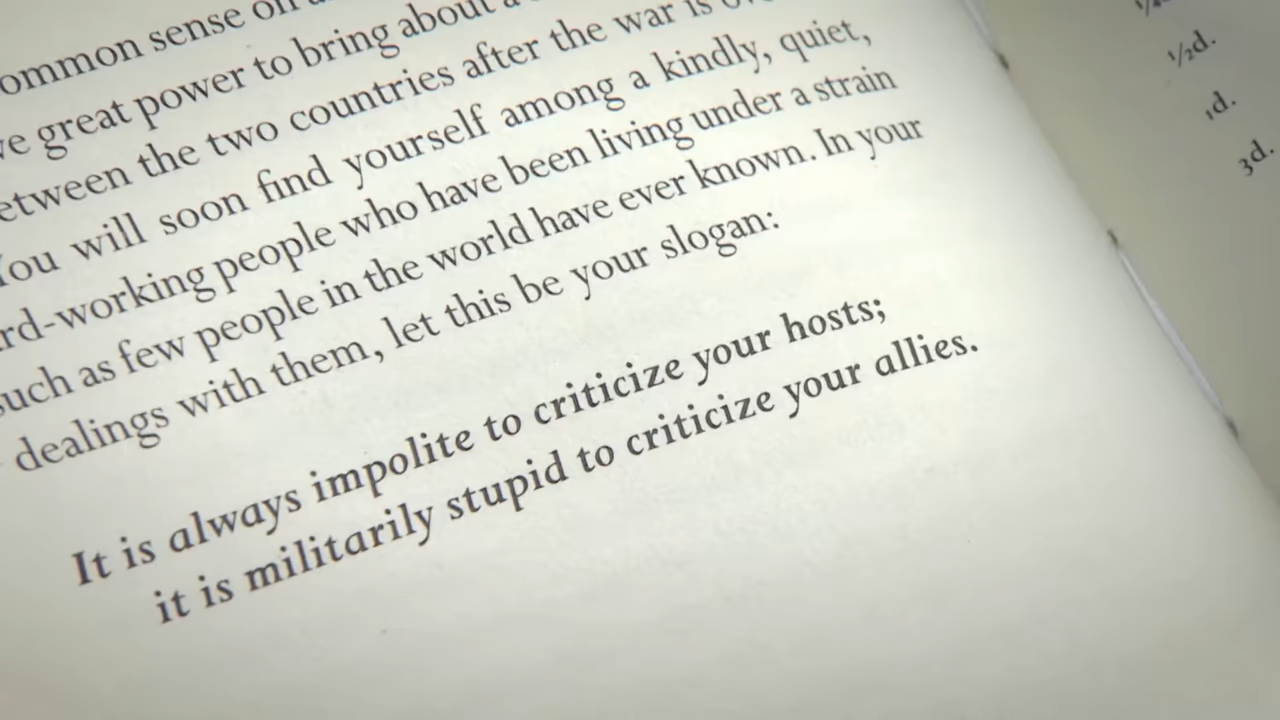 ommon sense on
ve great power to bring about a
etween the two countries after the war is
You will soon find yourself among a kindly, quiet,
rd-working people who have been living under a strain
such as few people in the world have ever known. In your
dealings with them, let this be your slogan:
It is always impolite to criticize your hosts;
it is militarily stupid to criticize your allies.
½d.
1d.
3d.